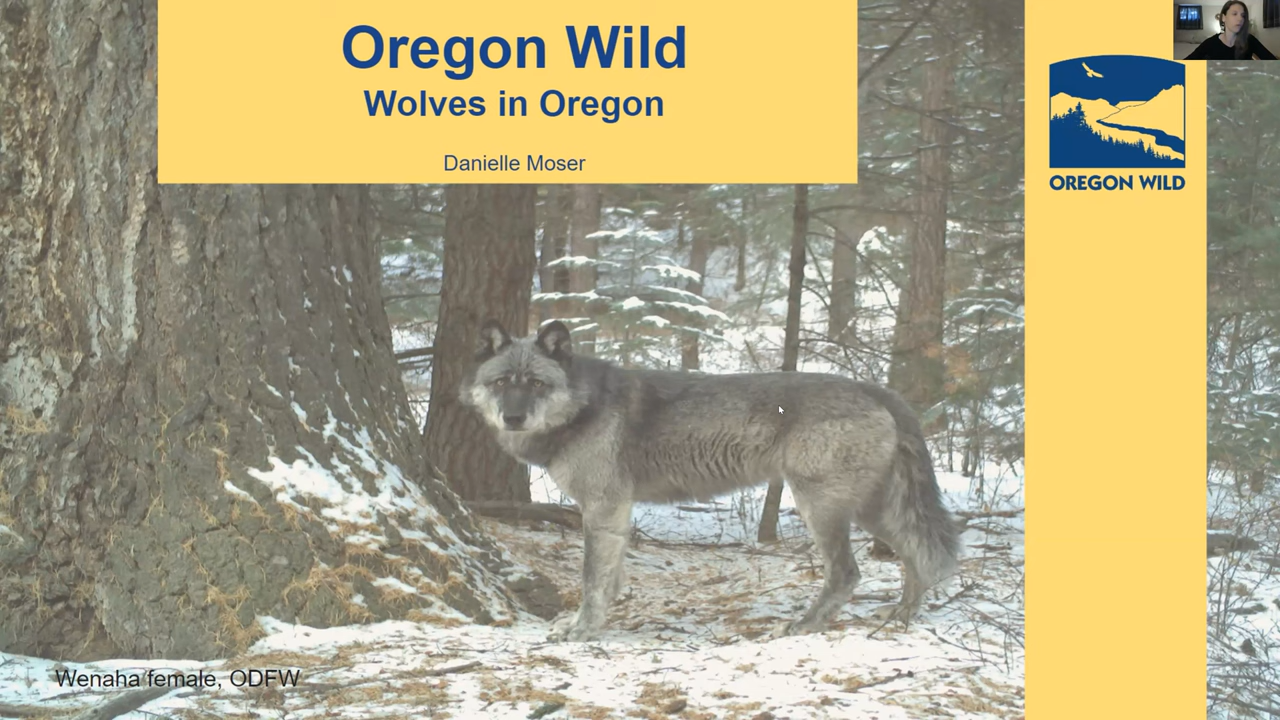 Oregon Wild
Wolves in Oregon
Danielle Moser
OREGON WILD
Wenaha female, ODFW